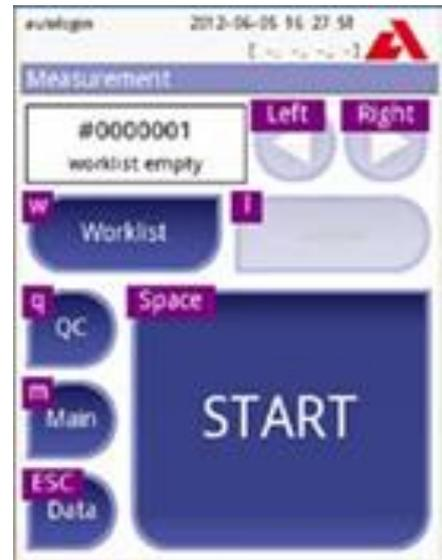 autologin 2012-06-05 16 27 58
[ -, -, -, -]
Measurement
#0000001
worklist empty
Left
Right
w
Worklist
l
q
QC
Space
START
m
Main
ESC
Data